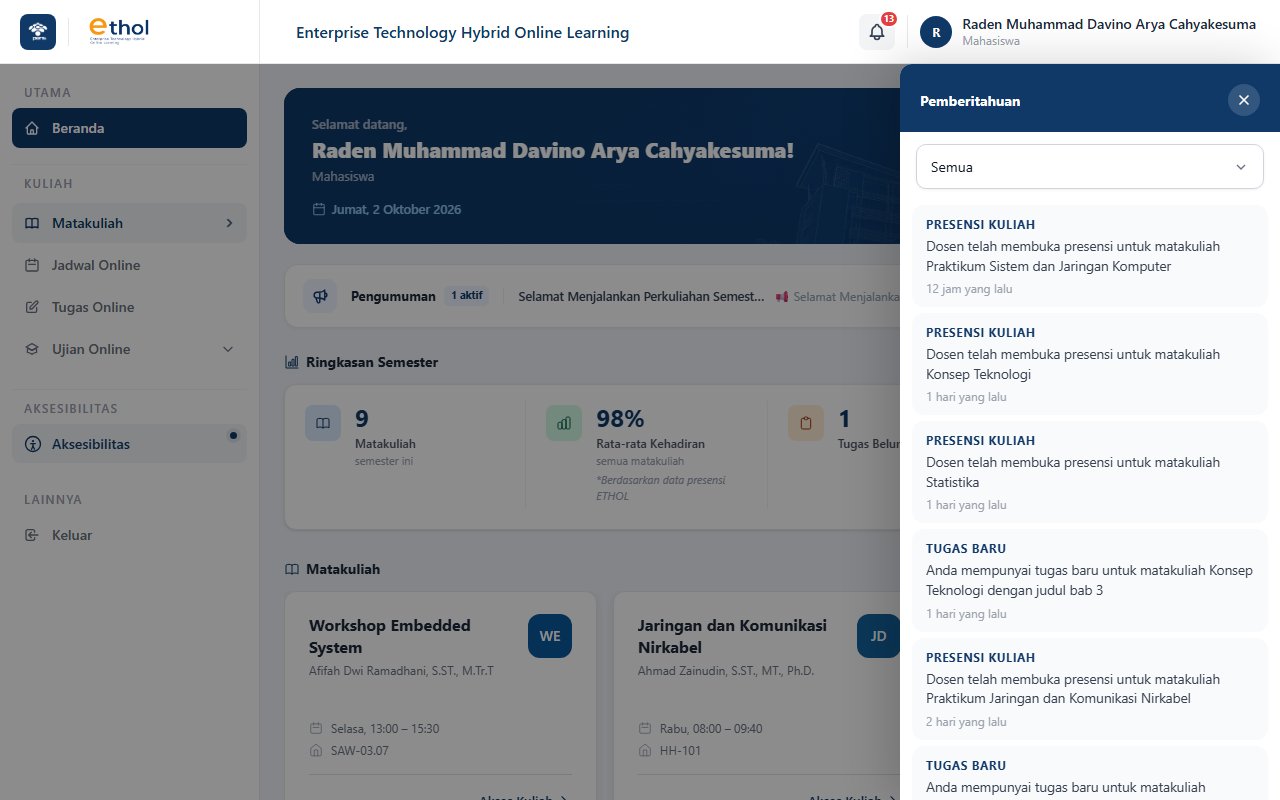 ethol
Enterprise Technology Hybrid Online Learning
13
R
Raden Muhammad Davino Arya Cahyakesuma
Mahasiswa
UTAMA
Beranda
KULIAH
Matakuliah
Jadwal Online
Tugas Online
Ujian Online
AKSESIBILITAS
Aksesibilitas
LAINNYA
Keluar
Selamat datang,
Raden Muhammad Davino Arya Cahyakesuma!
Mahasiswa
Jumat, 2 Oktober 2026
Pengumuman
1 aktif
Selamat Menjalankan Perkuliahan Semest...
Selamat Menjalanka
Ringkasan Semester
9
Matakuliah
semester ini
98%
Rata-rata Kehadiran
semua matakuliah
*Berdasarkan data presensi
ETHOL
1
Tugas Belur
Matakuliah
Workshop Embedded
System
WE
Afifah Dwi Ramadhani, S.ST., M.Tr.T
Selasa, 13:00 – 15:30
SAW-03.07
Akses Kuliah
Jaringan dan Komunikasi
Nirkabel
JD
Ahmad Zainudin, S.ST., MT., Ph.D.
Rabu, 08:00 – 09:40
HH-101
Akses Kuliah
Pemberitahuan
Semua
PRESENSI KULIAH
Dosen telah membuka presensi untuk matakuliah
Praktikum Sistem dan Jaringan Komputer
12 jam yang lalu
PRESENSI KULIAH
Dosen telah membuka presensi untuk matakuliah
Konsep Teknologi
1 hari yang lalu
PRESENSI KULIAH
Dosen telah membuka presensi untuk matakuliah
Statistika
1 hari yang lalu
TUGAS BARU
Anda mempunyai tugas baru untuk matakuliah Konsep
Teknologi dengan judul bab 3
1 hari yang lalu
PRESENSI KULIAH
Dosen telah membuka presensi untuk matakuliah
Praktikum Jaringan dan Komunikasi Nirkabel
2 hari yang lalu
TUGAS BARU
Anda mempunyai tugas baru untuk matakuliah